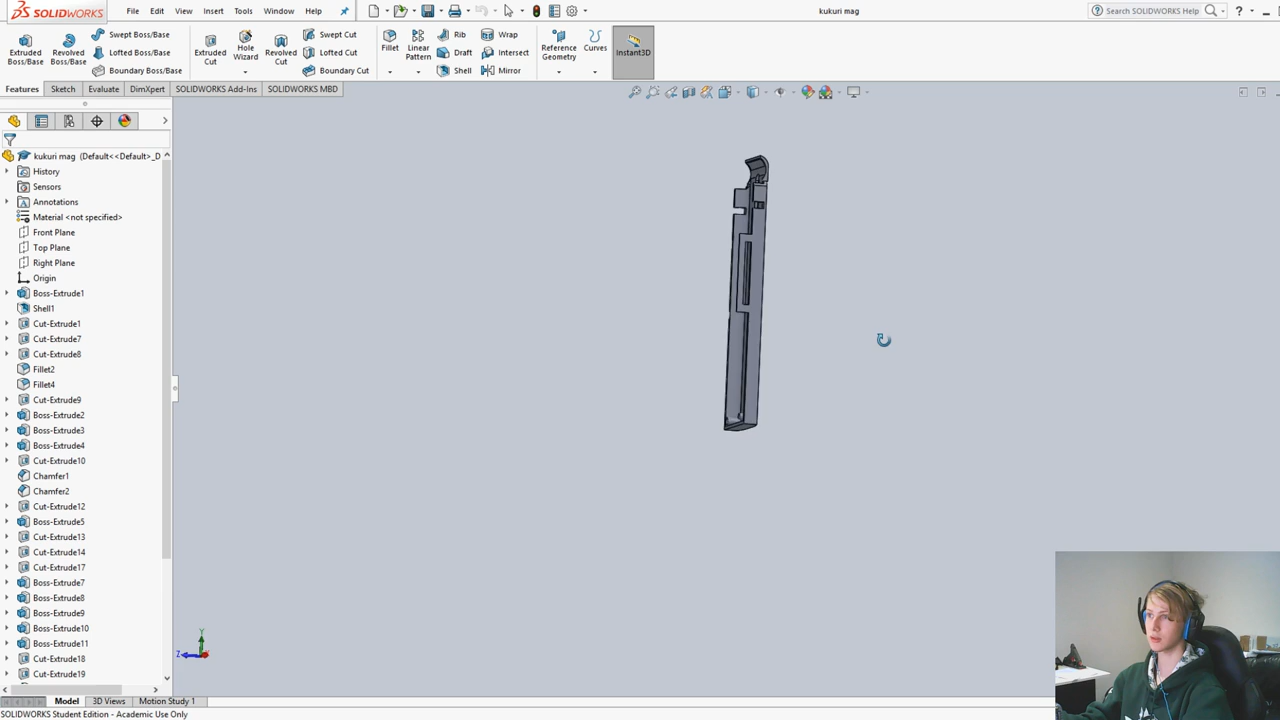 SOLIDWORKS File Edit View Insert Tools Window Help kukuri mag Search SOLIDWORKS Help ?
Extruded Boss/Base
Revolved Boss/Base
Swept Boss/Base
Lofted Boss/Base
Boundary Boss/Base
Extruded Cut
Hole Wizard
Revolved Cut
Swept Cut
Lofted Cut
Boundary Cut
Fillet
Linear Pattern
Rib
Draft
Shell
Wrap
Intersect
Mirror
Reference Geometry
Curves
Instant3D
Features Sketch Evaluate DimXpert SOLIDWORKS Add-Ins SOLIDWORKS MBD
kukuri mag (Default<<Default>_D
History
Sensors
Annotations
Material <not specified>
Front Plane
Top Plane
Right Plane
Origin
Boss-Extrude1
Shell1
Cut-Extrude1
Cut-Extrude7
Cut-Extrude8
Fillet2
Fillet4
Cut-Extrude9
Boss-Extrude2
Boss-Extrude3
Boss-Extrude4
Cut-Extrude10
Chamfer1
Chamfer2
Cut-Extrude12
Boss-Extrude5
Cut-Extrude13
Cut-Extrude14
Cut-Extrude17
Boss-Extrude7
Boss-Extrude8
Boss-Extrude9
Boss-Extrude10
Boss-Extrude11
Cut-Extrude18
Cut-Extrude19
Y
Z
Model 3D Views Motion Study 1
SOLIDWORKS Student Edition - Academic Use Only